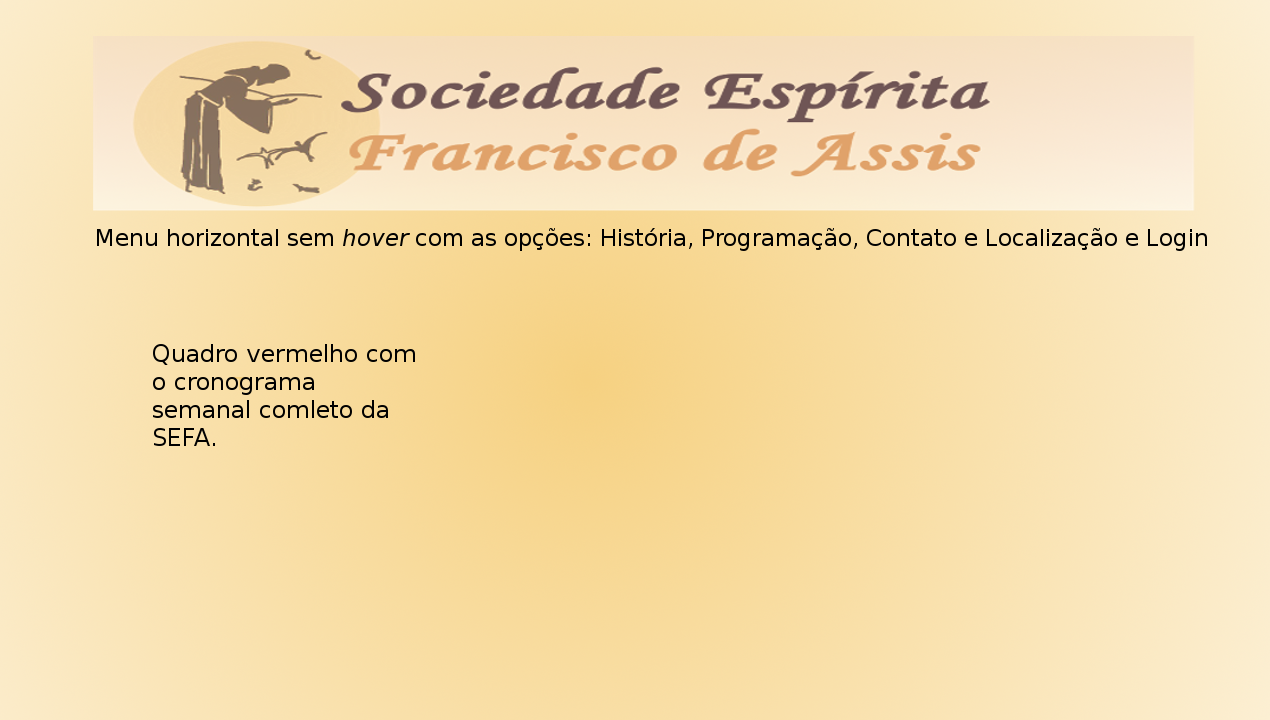 Sociedade Espírita
Francisco de Assis
Menu horizontal sem hover com as opções: História, Programação, Contato e Localização e Login
Quadro vermelho com
o cronograma
semanal comleto da
SEFA.